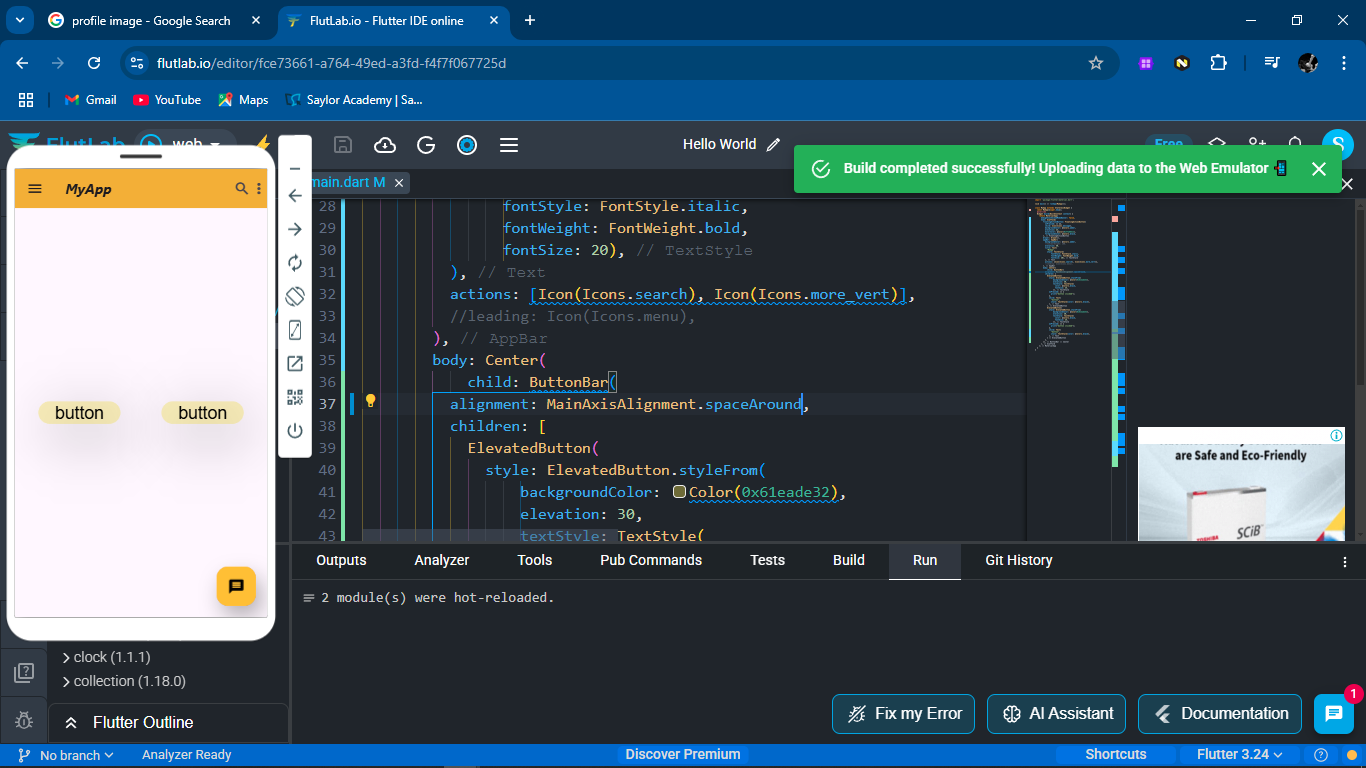 profile image - Google Search
FlutLab.io - Flutter IDE online
flutlab.io/editor/fce73661-a764-49ed-a3fd-f4f7f067725d
Gmail
YouTube
Maps
Saylor Academy | Sa...
FlutLab
web
Hello World
Free
S
Build completed successfully! Uploading data to the Web Emulator
main.dart M
MyApp
button
button
28 fontStyle: FontStyle.italic,
29 fontWeight: FontWeight.bold,
30 fontSize: 20), // TextStyle
31 ), // Text
32 actions: [Icon(Icons.search), Icon(Icons.more_vert)],
33 //leading: Icon(Icons.menu),
34 ), // AppBar
35 body: Center(
36 child: ButtonBar(
37 alignment: MainAxisAlignment.spaceAround,
38 children: [
39 ElevatedButton(
40 style: ElevatedButton.styleFrom(
41 backgroundColor: Color(0x61eade32),
42 elevation: 30,
43 textStyle: TextStyle(
are Safe and Eco-Friendly
SCiB
TOSHIBA
Outputs
Analyzer
Tools
Pub Commands
Tests
Build
Run
Git History
2 module(s) were hot-reloaded.
clock (1.1.1)
collection (1.18.0)
Flutter Outline
Fix my Error
AI Assistant
Documentation
1
No branch
Analyzer Ready
Discover Premium
Shortcuts
Flutter 3.24